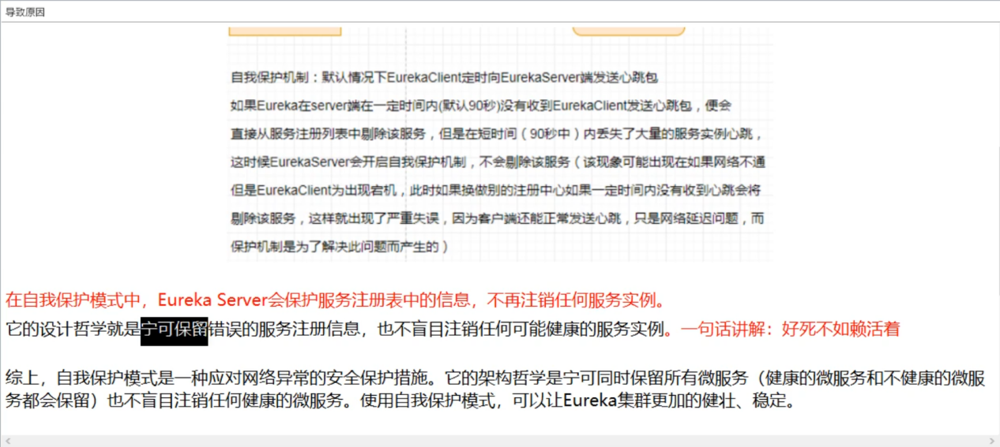 导致原因
自我保护机制：默认情况下EurekaClient定时向EurekaServer端发送心跳包
如果Eureka在server端在一定时间内(默认90秒)没有收到EurekaClient发送心跳包，便会
直接从服务注册列表中剔除该服务，但是在短时间（90秒中）内丢失了大量的服务实例心跳，
这时候EurekaServer会开启自我保护机制，不会剔除该服务（该现象可能出现在如果网络不通
但是EurekaClient为出现宕机，此时如果换做别的注册中心如果一定时间内没有收到心跳会将
剔除该服务，这样就出现了严重失误，因为客户端还能正常发送心跳，只是网络延迟问题，而
保护机制是为了解决此问题而产生的）
在自我保护模式中，Eureka Server会保护服务注册表中的信息，不再注销任何服务实例。
它的设计哲学就是宁可保留错误的服务注册信息，也不盲目注销任何可能健康的服务实例。一句话讲解：好死不如赖活着
综上，自我保护模式是一种应对网络异常的安全保护措施。它的架构哲学是宁可同时保留所有微服务（健康的微服务和不健康的微服
务都会保留）也不盲目注销任何健康的微服务。使用自我保护模式，可以让Eureka集群更加的健壮、稳定。